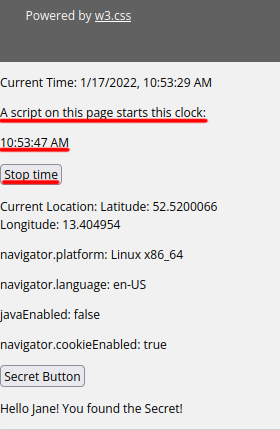 Powered by w3.css
Current Time: 1/17/2022, 10:53:29 AM
A script on this page starts this clock:
10:53:47 AM
Stop time
Current Location: Latitude: 52.5200066
Longitude: 13.404954
navigator.platform: Linux x86_64
navigator.language: en-US
javaEnabled: false
navigator.cookieEnabled: true
Secret Button
Hello Jane! You found the Secret!